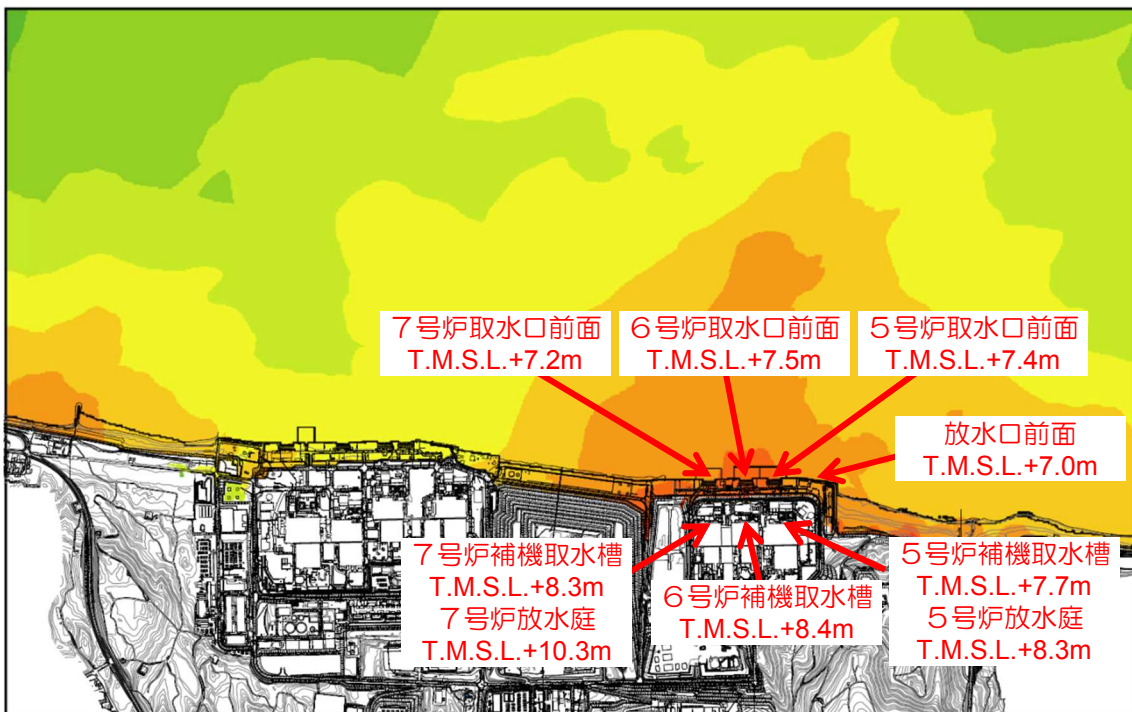 ７号炉取水口前面
T.M.S.L.+7.2m
６号炉取水口前面
T.M.S.L.+7.5m
５号炉取水口前面
T.M.S.L.+7.4m
放水口前面
T.M.S.L.+7.0m
７号炉補機取水槽
T.M.S.L.+8.3m
７号炉放水庭
T.M.S.L.+10.3m
６号炉補機取水槽
T.M.S.L.+8.4m
５号炉補機取水槽
T.M.S.L.+7.7m
５号炉放水庭
T.M.S.L.+8.3m